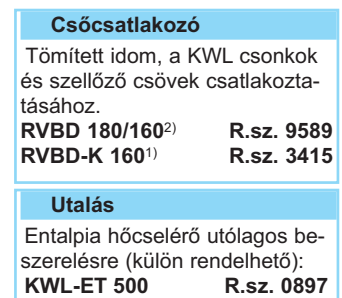 Csőcsatlakozó
Tömített idom, a KWL csonkok
és szellőző csövek csatlakozta-
tásához.
RVBD 180/160²⁾ R.sz. 9589
RVBD-K 160¹⁾ R.sz. 3415
Utalás
Entalpia hőcselérő utólagos be-
szerelésre (külön rendelhető):
KWL-ET 500 R.sz. 0897